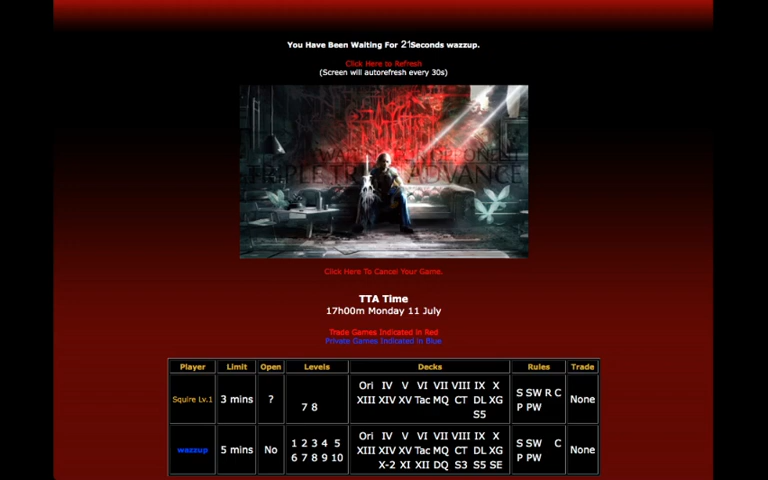 You Have Been Waiting For 21Seconds wazzup.
Click Here to Refresh
(Screen will autorefresh every 30s)
TRIPLE TRIAD ADVANCE
Click Here To Cancel Your Game.
TTA Time
17h00m Monday 11 July
Trade Games Indicated in Red
Private Games Indicated in Blue
Player Limit Open Levels Decks Rules Trade
Squire Lv.1 3 mins ? 7 8 Ori IV V VI VII VIII IX X XIII XIV XV Tac MQ CT DL XG S5 S SW R C P PW None
wazzup 5 mins No 1 2 3 4 5 6 7 8 9 10 Ori IV V VI VII VIII IX X XIII XIV XV Tac MQ CT DL XG X-2 XI XII DQ S3 S5 SE S SW C P PW None